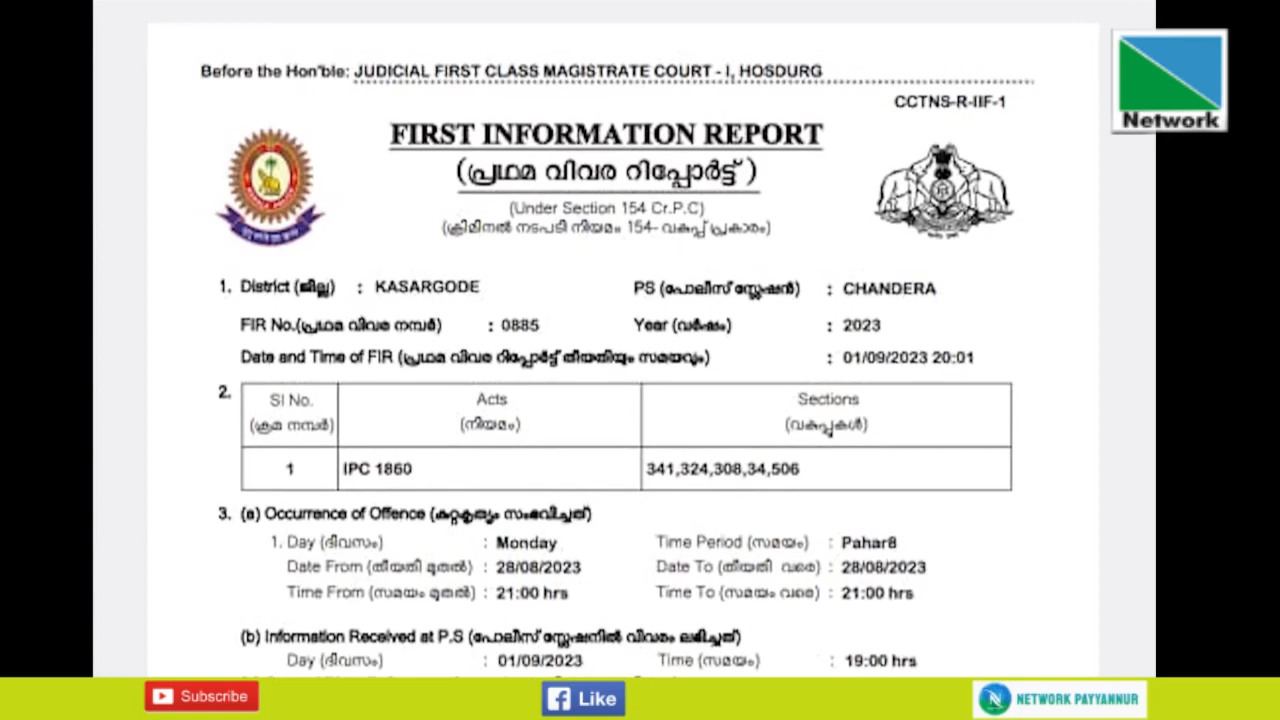 Before the Hon'ble: JUDICIAL FIRST CLASS MAGISTRATE COURT - I, HOSDURG
CCTNS-R-IIF-1
Network
FIRST INFORMATION REPORT
(പ്രഥമ വിവര റിപ്പോർട്ട് )
(Under Section 154 Cr.P.C)
(ക്രിമിനൽ നടപടി നിയമം 154- വകുപ്പ് പ്രകാരം)
1. District (ജില്ല) : KASARGODE PS (പോലീസ് സ്റ്റേഷൻ) : CHANDERA
FIR No.(പ്രഥമ വിവര നമ്പർ) : 0885 Year (വർഷം) : 2023
Date and Time of FIR (പ്രഥമ വിവര റിപ്പോർട്ട് തീയതിയും സമയവും) : 01/09/2023 20:01
2. Sl No. Acts Sections
(ക്രമ നമ്പർ) (നിയമം) (വകുപ്പുകൾ)
1 IPC 1860 341,324,308,34,506
3. (a) Occurrence of Offence (കുറ്റകൃത്യം സംഭവിച്ചത്)
1. Day (ദിവസം) : Monday Time Period (സമയം) : Pahar8
Date From (തീയതി മുതൽ) : 28/08/2023 Date To (തീയതി വരെ) : 28/08/2023
Time From (സമയം മുതൽ) : 21:00 hrs Time To (സമയം വരെ) : 21:00 hrs
(b) Information Received at P.S (പോലീസ് സ്റ്റേഷനിൽ വിവരം ലഭിച്ചത്)
Day (ദിവസം) : 01/09/2023 Time (സമയം) : 19:00 hrs
Subscribe Like NETWORK PAYYANNUR